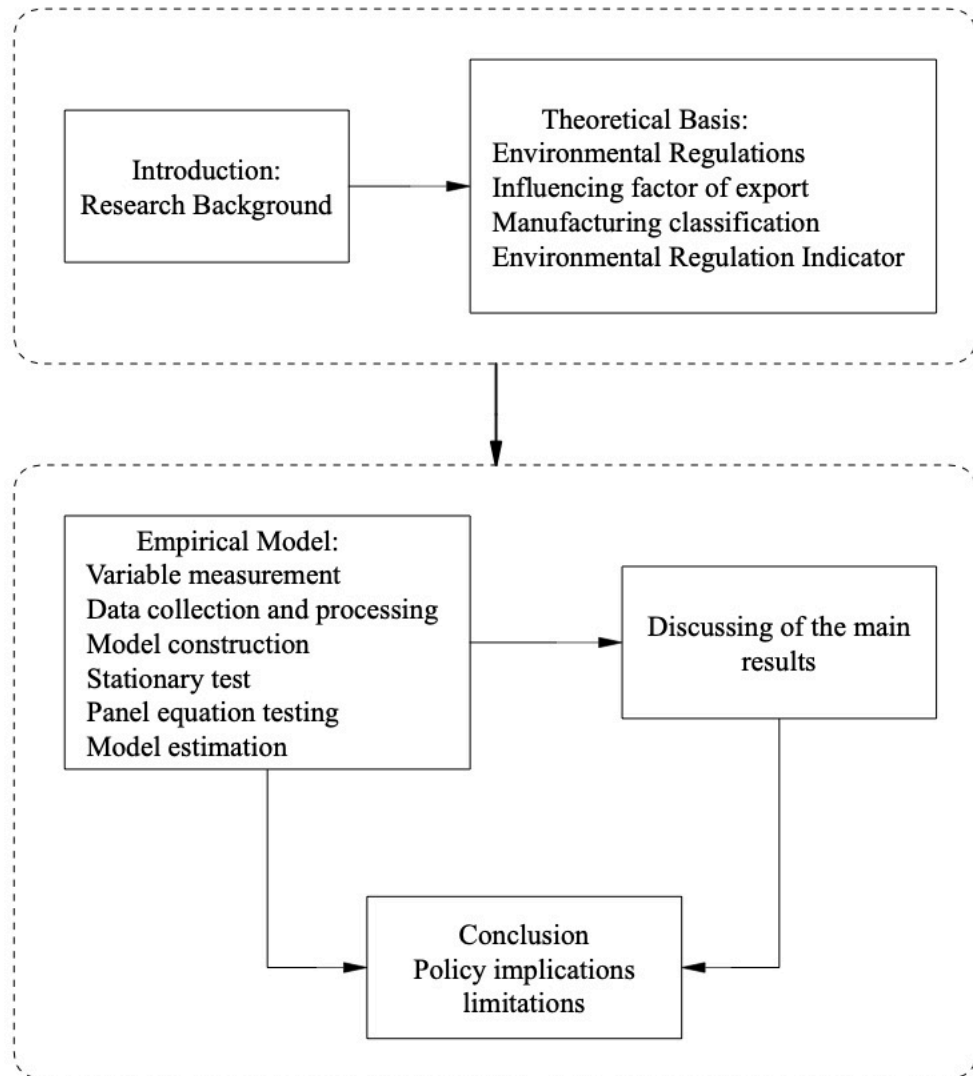 Introduction:
Research Background
Theoretical Basis:
Environmental Regulations
Influencing factor of export
Manufacturing classification
Environmental Regulation Indicator
Empirical Model:
Variable measurement
Data collection and processing
Model construction
Stationary test
Panel equation testing
Model estimation
Discussing of the main
results
Conclusion
Policy implications
limitations